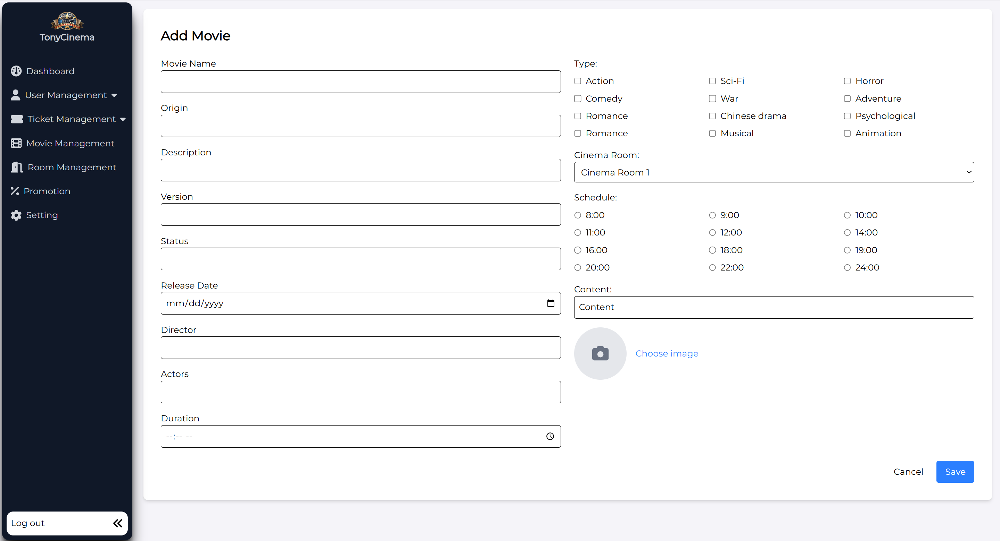 TonyCinema
Dashboard
User Management
Ticket Management
Movie Management
Room Management
Promotion
Setting
Log out
Add Movie
Movie Name
Origin
Description
Version
Status
Release Date
mm/dd/yyyy
Director
Actors
Duration
--:-- --
Type:
Action Sci-Fi Horror
Comedy War Adventure
Romance Chinese drama Psychological
Romance Musical Animation
Cinema Room:
Cinema Room 1
Schedule:
8:00 9:00 10:00
11:00 12:00 14:00
16:00 18:00 19:00
20:00 22:00 24:00
Content:
Content
Choose image
Cancel Save